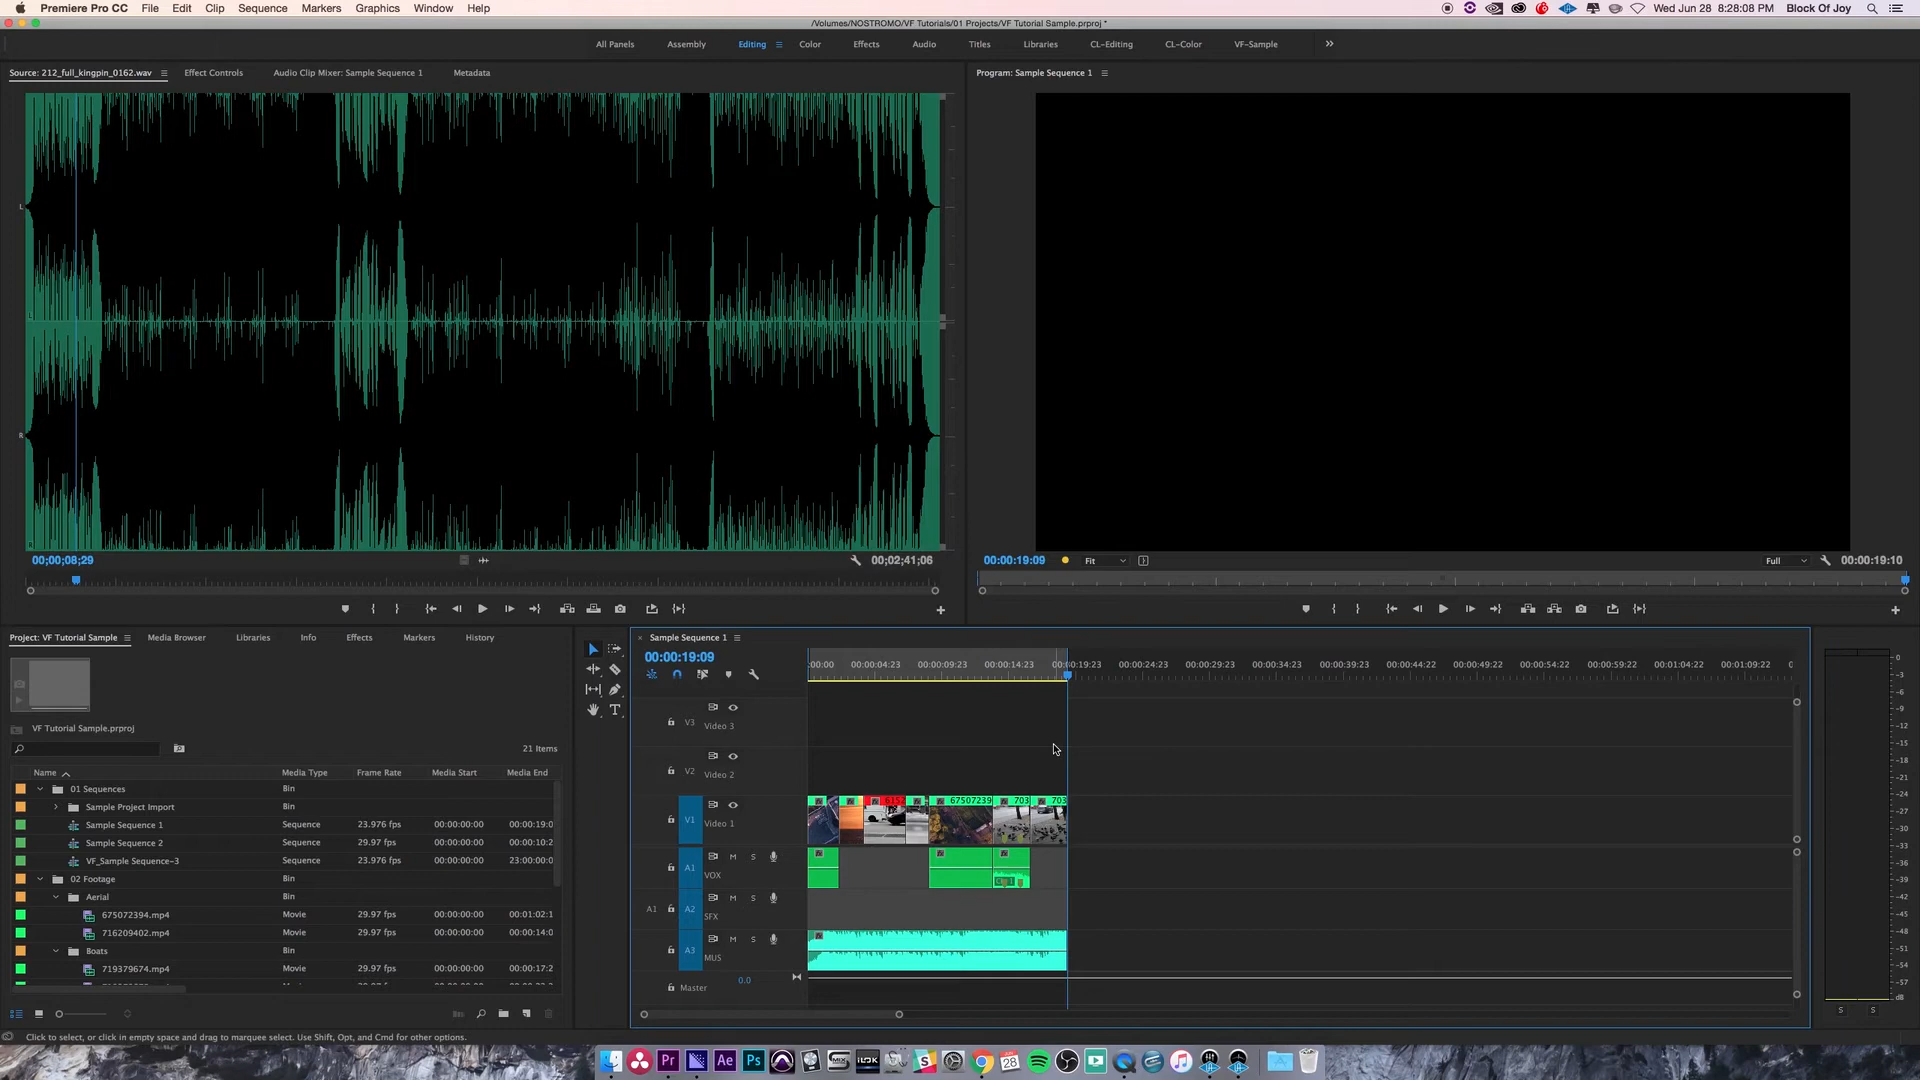 Premiere Pro CC File Edit Clip Sequence Markers Graphics Window Help Wed Jun 28 8:28:08 PM Block Of Joy
/Volumes/NOSTROMO/VF Tutorials/01 Projects/VF Tutorial Sample.prproj *
All Panels Assembly Editing Color Effects Audio Titles Libraries CL-Editing CL-Color VF-Sample
Source: 212_full_kingpin_0162.wav Effect Controls Audio Clip Mixer: Sample Sequence 1 Metadata
Program: Sample Sequence 1
L
R
00;00;08;29 00;02;41;06
00:00:19:09 Fit Full 00:00:19:10
Project: VF Tutorial Sample Media Browser Libraries Info Effects Markers History
VF Tutorial Sample.prproj
21 Items
Name Media Type Frame Rate Media Start Media End
01 Sequences Bin
Sample Project Import Bin
Sample Sequence 1 Sequence 23.976 fps 00:00:00:00 00:00:19:0
Sample Sequence 2 Sequence 29.97 fps 00:00:00:00 00:00:10:2
VF_Sample Sequence-3 Sequence 23.976 fps 00:00:00:00 23:00:00:0
02 Footage Bin
Aerial Bin
675072394.mp4 Movie 29.97 fps 00:00:00:00 00:01:02:1
716209402.mp4 Movie 29.97 fps 00:00:00:00 00:00:14:0
Boats Bin
719379674.mp4 Movie 29.97 fps 00:00:00:00 00:00:17:2
Sample Sequence 1
00:00:19:09
:00:00 00:00:04:23 00:00:09:23 00:00:14:23 00:00:19:23 00:00:24:23 00:00:29:23 00:00:34:23 00:00:39:23 00:00:44:22 00:00:49:22 00:00:54:22 00:00:59:22 00:01:04:22 00:01:09:22 0
V3 Video 3
V2 Video 2
V1 Video 1
6157 67507239 703 703
A1 M S
VOX
A1 A2 M S
SFX
A3 M S
MUS
Master 0.0
0
-3
-6
-9
-12
-15
-18
-21
-24
-27
-30
-33
-36
-39
-42
-45
-48
-51
-54
-57
dB
S S
Click to select, or click in empty space and drag to marquee select. Use Shift, Opt, and Cmd for other options.
Pr Ae Ps 28